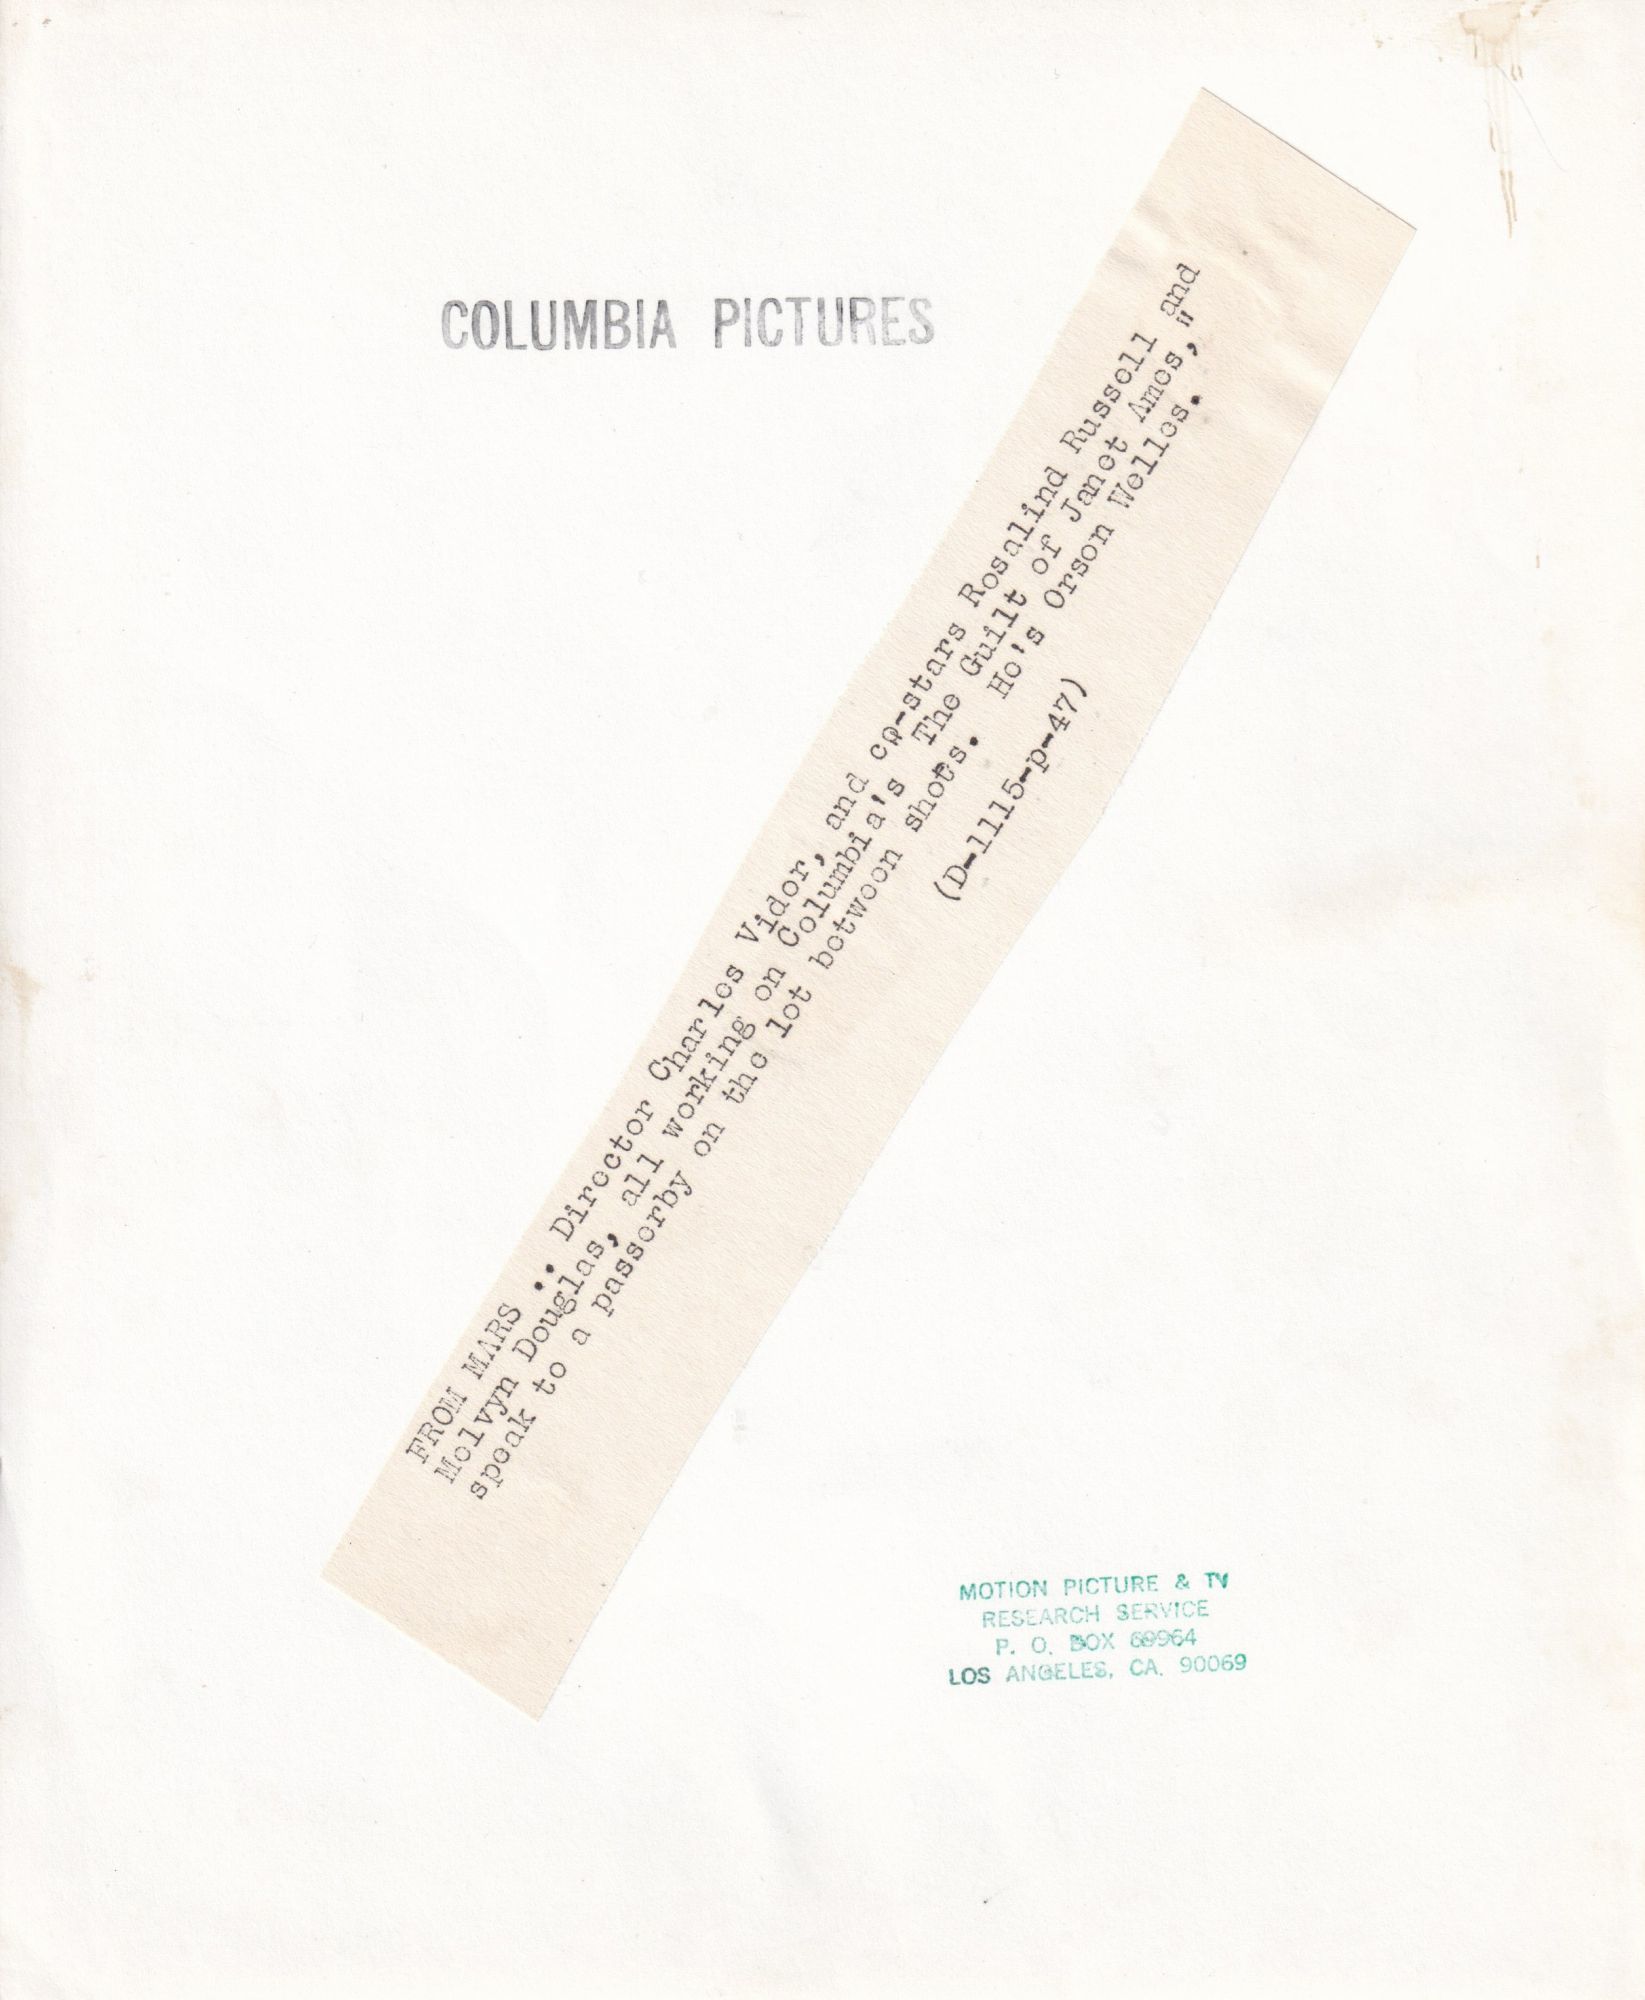 COLUMBIA PICTURES
FROM MARS .. Director Charles Vidor, and co-stars Rosalind Russell and
Melvyn Douglas, all working on Columbia's The Guilt of Janet Ames,"
speak to a passerby on the lot between shots. He's Orson Welles.
(D-1115-p-47)
MOTION PICTURE & TV
RESEARCH SERVICE
P. O. BOX 69964
LOS ANGELES, CA. 90069